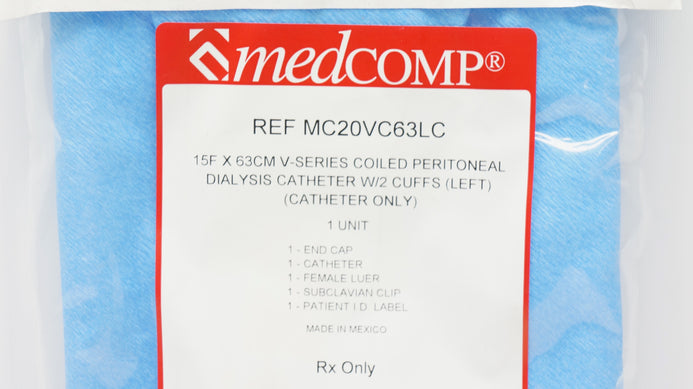 medCOMP®
REF MC20VC63LC
15F X 63CM V-SERIES COILED PERITONEAL
DIALYSIS CATHETER W/2 CUFFS (LEFT)
(CATHETER ONLY)
1 UNIT
1 - END CAP
1 - CATHETER
1 - FEMALE LUER
1 - SUBCLAVIAN CLIP
1 - PATIENT I.D. LABEL
MADE IN MEXICO
Rx Only